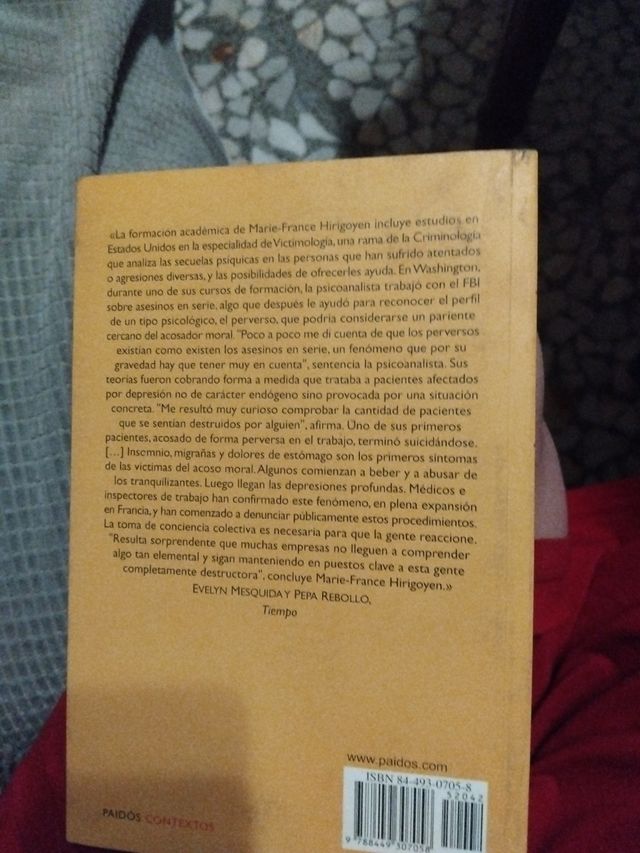 «La formación académica de Marie-France Hirigoyen incluye estudios en
Estados Unidos en la especialidad de Victimología, una rama de la Criminología
que analiza las secuelas psíquicas en las personas que han sufrido atentados
o agresiones diversas, y las posibilidades de ofrecerles ayuda. En Washington,
durante uno de sus cursos de formación, la psicoanalista trabajó con el FBI
sobre asesinos en serie, algo que después le ayudó para reconocer el perfil
de un tipo psicológico, el perverso, que podría considerarse un pariente
cercano del acosador moral. "Poco a poco me di cuenta de que los perversos
existían como existen los asesinos en serie, un fenómeno que por su
gravedad hay que tener muy en cuenta", sentencia la psicoanalista. Sus
teorías fueron cobrando forma a medida que trataba a pacientes afectados
por depresión no de carácter endógeno sino provocada por una situación
concreta. "Me resultó muy curioso comprobar la cantidad de pacientes
que se sentían destruidos por alguien", afirma. Uno de sus primeros
pacientes, acosado de forma perversa en el trabajo, terminó suicidándose.
[...] Insomnio, migrañas y dolores de estómago son los primeros síntomas
de las víctimas del acoso moral. Algunos comienzan a beber y a abusar de
los tranquilizantes. Luego llegan las depresiones profundas. Médicos e
inspectores de trabajo han confirmado este fenómeno, en plena expansión
en Francia, y han comenzado a denunciar públicamente estos procedimientos.
La toma de conciencia colectiva es necesaria para que la gente reaccione.
"Resulta sorprendente que muchas empresas no lleguen a comprender
algo tan elemental y sigan manteniendo en puestos clave a esta gente
completamente destructora", concluye Marie-France Hirigoyen.»
EVELYN MESQUIDA Y PEPA REBOLLO,
Tiempo
www.paidos.com
ISBN 84-493-0705-8
52042
9 788449 307058
PAIDÓS CONTEXTOS